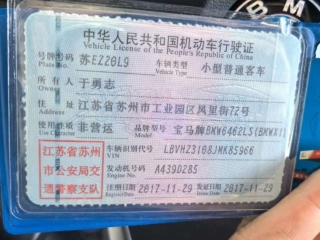 中华人民共和国机动车行驶证
Vehicle License of the People's Republic of China
号牌号码 Plate No. 苏EZ20L9 车辆类型 Vehicle Type 小型普通客车
所有人 Owner 于勇志
住址 Address 江苏省苏州市工业园区凤里街72号
使用性质 Use Character 非营运 品牌型号 Model 宝马牌BMW6462LS(BMWX1)
江苏省苏州市公安局交通警察支队
车辆识别代号 VIN LBVHZ3108JMK85966
发动机号码 Engine No. A439D285
注册日期 Register Date 2017-11-29 发证日期 Issue Date 2017-11-29